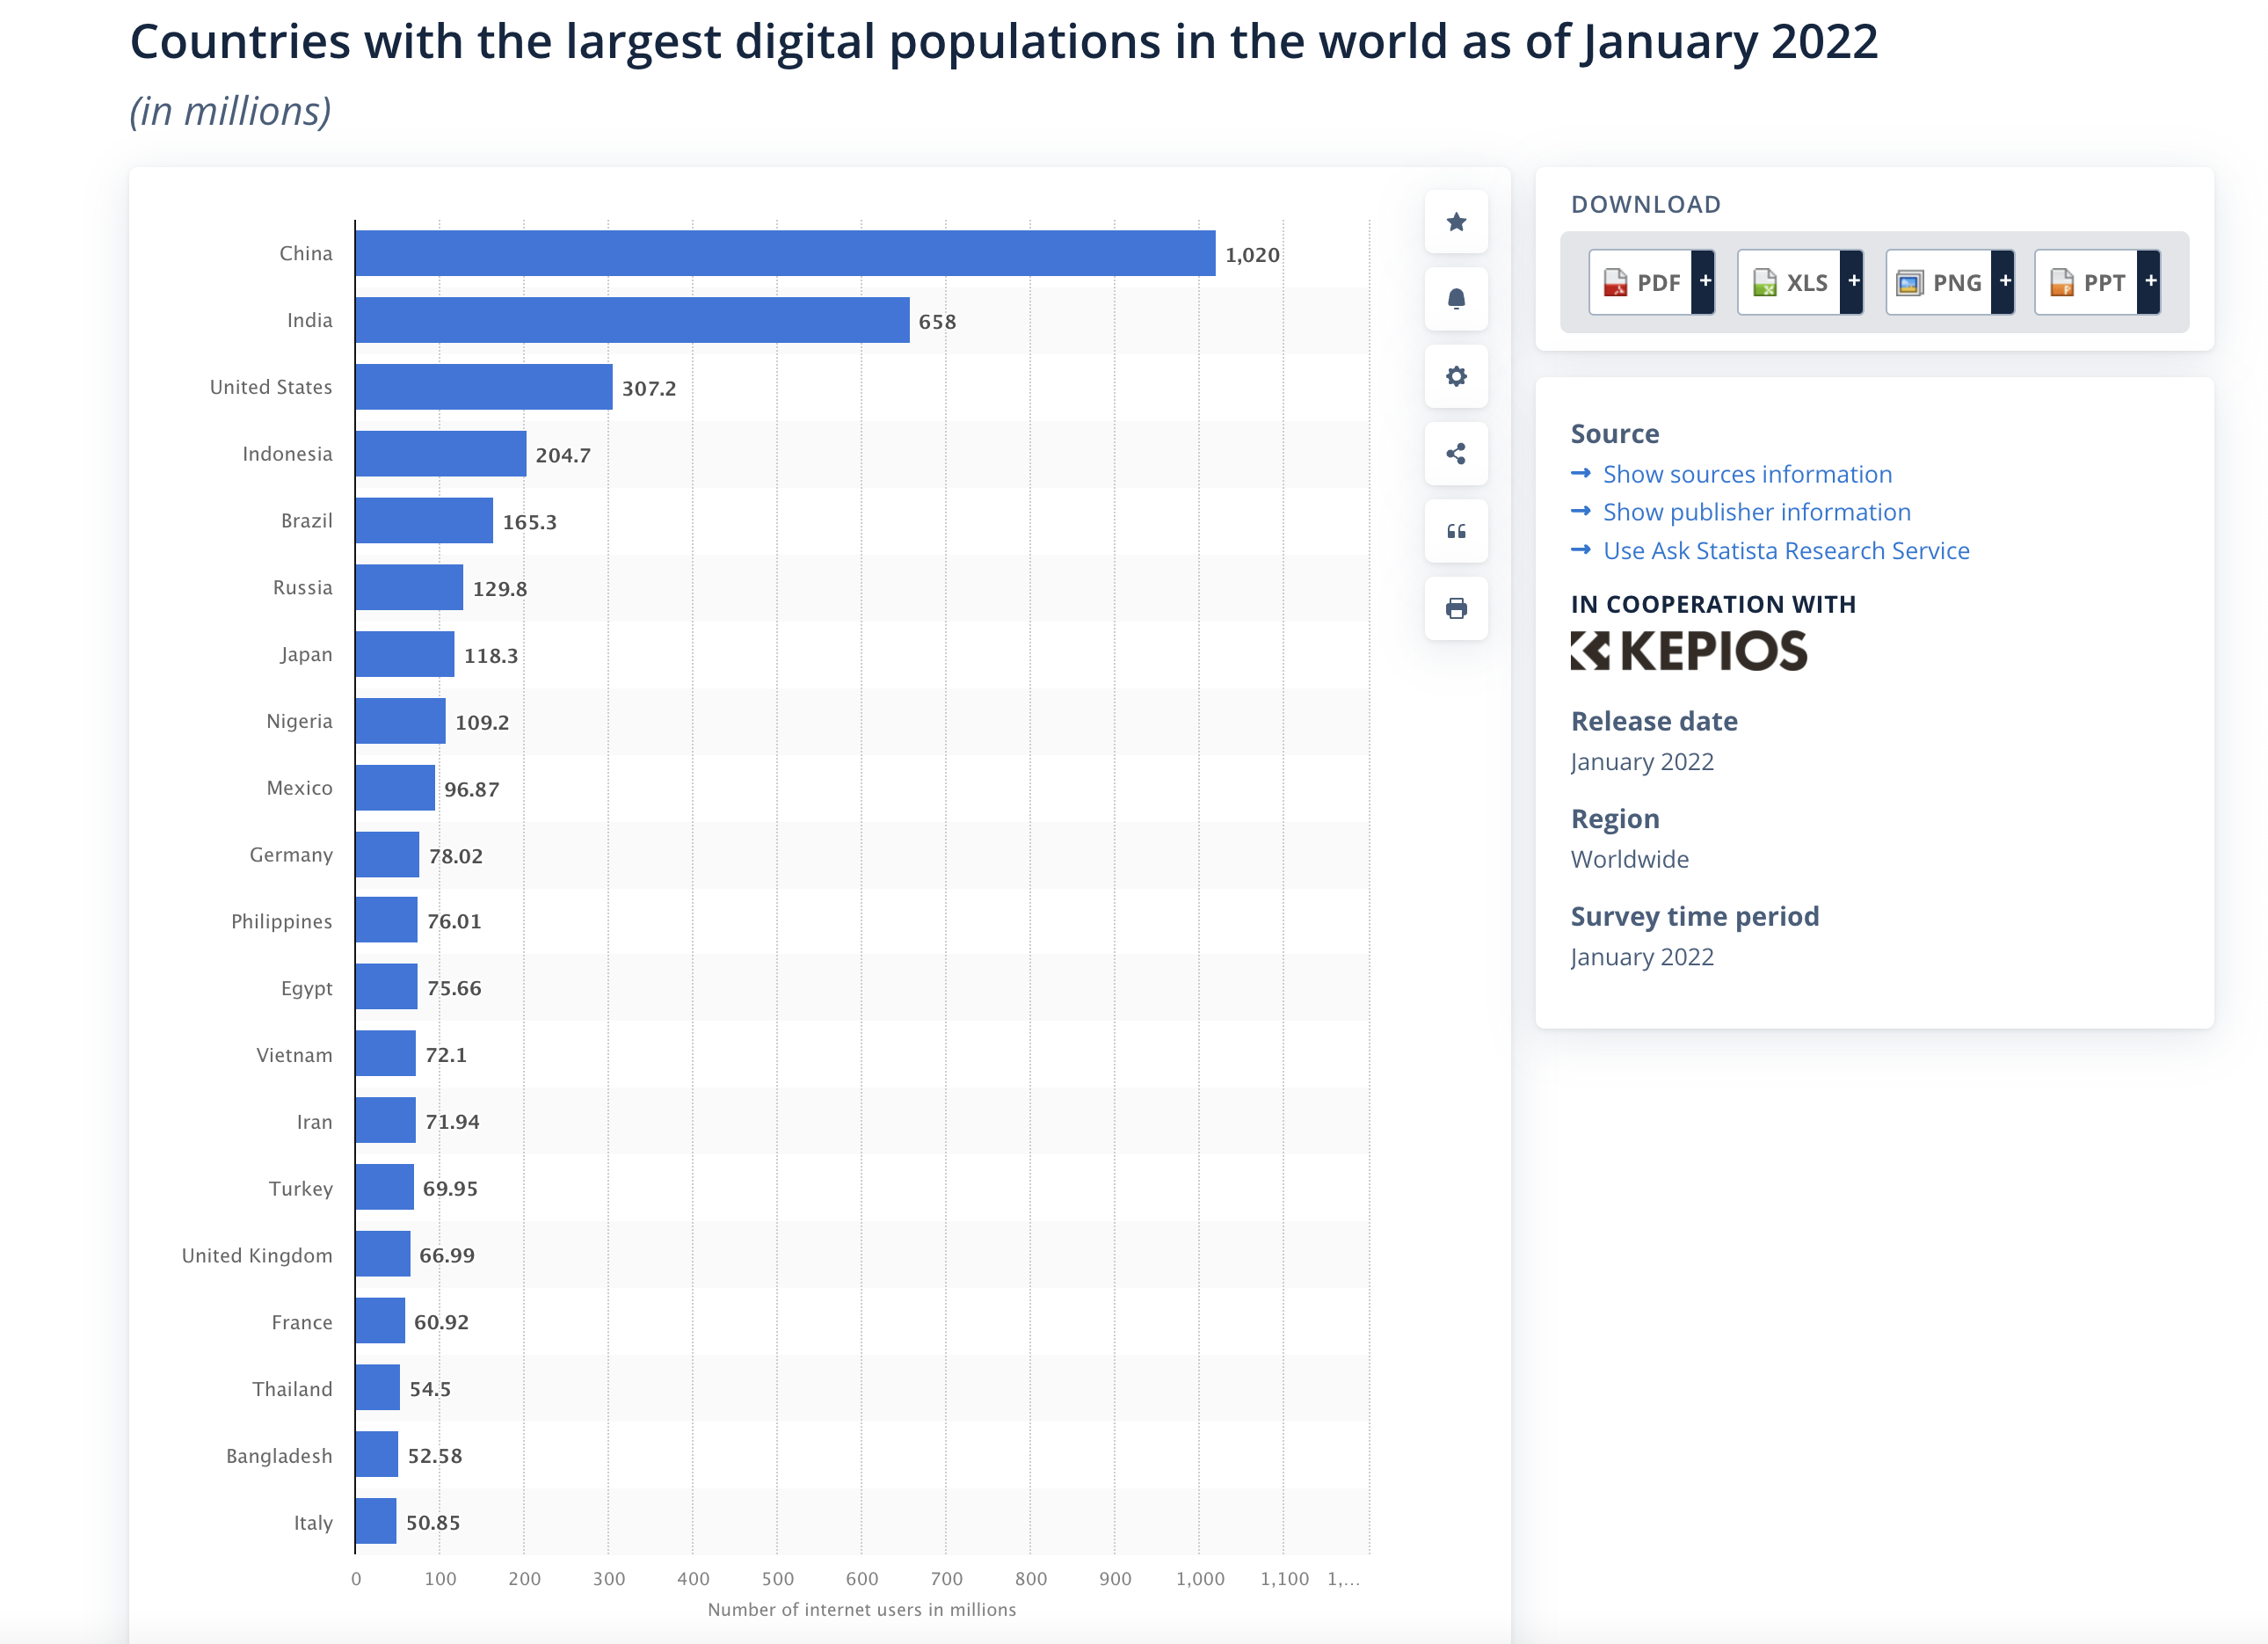 Countries with the largest digital populations in the world as of January 2022
(in millions)
China 1,020
India 658
United States 307.2
Indonesia 204.7
Brazil 165.3
Russia 129.8
Japan 118.3
Nigeria 109.2
Mexico 96.87
Germany 78.02
Philippines 76.01
Egypt 75.66
Vietnam 72.1
Iran 71.94
Turkey 69.95
United Kingdom 66.99
France 60.92
Thailand 54.5
Bangladesh 52.58
Italy 50.85
0 100 200 300 400 500 600 700 800 900 1,000 1,100 1,...
Number of internet users in millions
DOWNLOAD
PDF + XLS + PNG + PPT +
Source
→ Show sources information
→ Show publisher information
→ Use Ask Statista Research Service
IN COOPERATION WITH
KEPIOS
Release date
January 2022
Region
Worldwide
Survey time period
January 2022